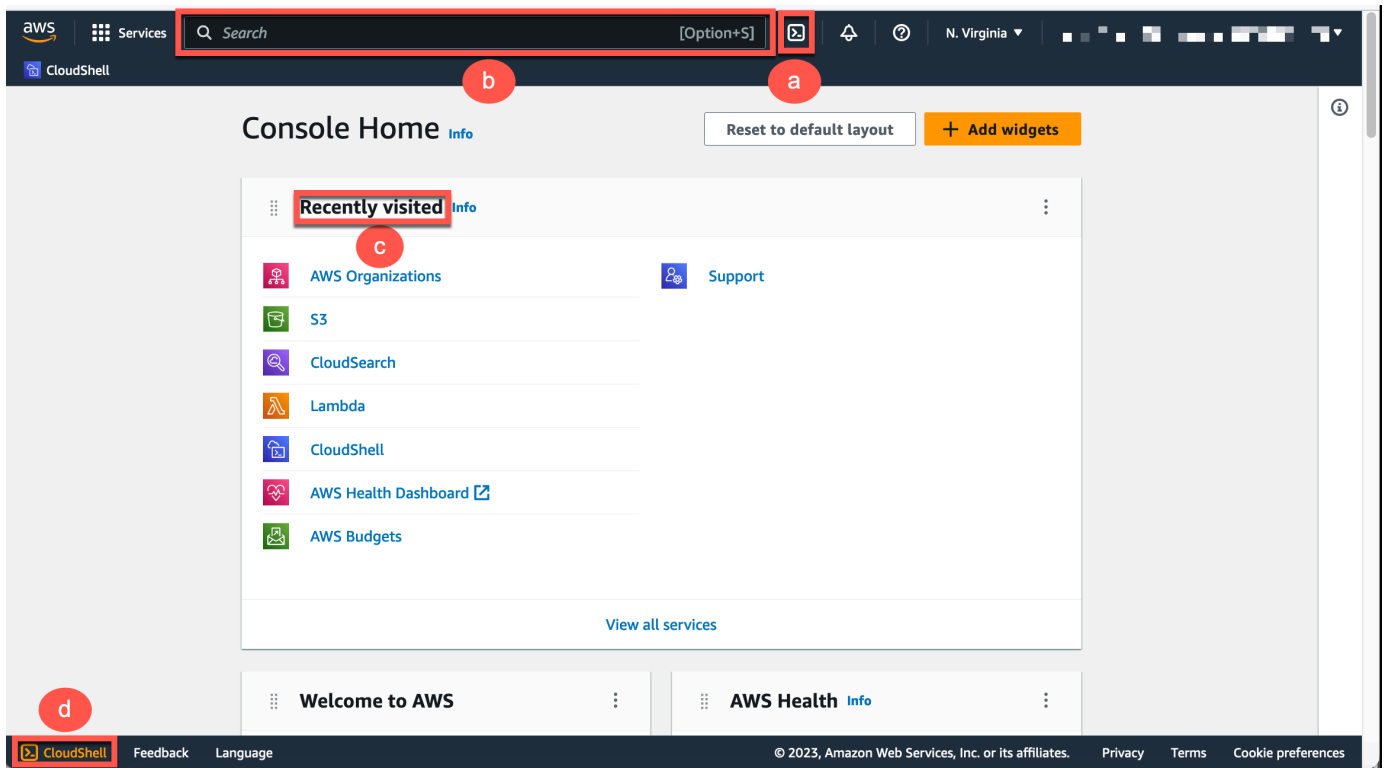 aws Services Search [Option+S] N. Virginia
CloudShell
b a
Console Home Info Reset to default layout + Add widgets
Recently visited Info
c
AWS Organizations Support
S3
CloudSearch
Lambda
CloudShell
AWS Health Dashboard
AWS Budgets
View all services
Welcome to AWS AWS Health Info
d
CloudShell Feedback Language © 2023, Amazon Web Services, Inc. or its affiliates. Privacy Terms Cookie preferences